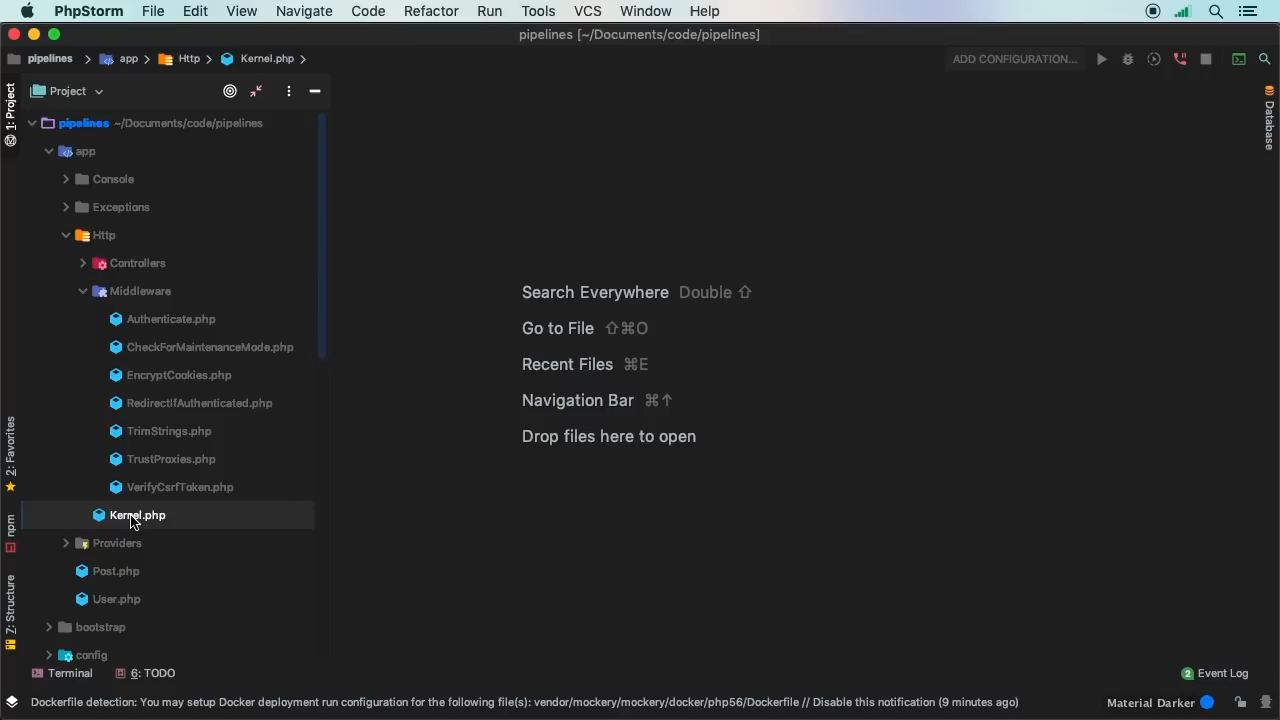 PhpStorm File Edit View Navigate Code Refactor Run Tools VCS Window Help
pipelines [~/Documents/code/pipelines]
pipelines app Http Kernel.php ADD CONFIGURATION...
1: Project
Project
Database
pipelines ~/Documents/code/pipelines
app
Console
Exceptions
Http
Controllers
Middleware
Authenticate.php
CheckForMaintenanceMode.php
EncryptCookies.php
RedirectIfAuthenticated.php
TrimStrings.php
TrustProxies.php
VerifyCsrfToken.php
Kernel.php
Providers
Post.php
User.php
bootstrap
config
Search Everywhere Double ⇧
Go to File ⇧⌘O
Recent Files ⌘E
Navigation Bar ⌘↑
Drop files here to open
2: Favorites
npm
7: Structure
Terminal 6: TODO 2 Event Log
Dockerfile detection: You may setup Docker deployment run configuration for the following file(s): vendor/mockery/mockery/docker/php56/Dockerfile // Disable this notification (9 minutes ago) Material Darker